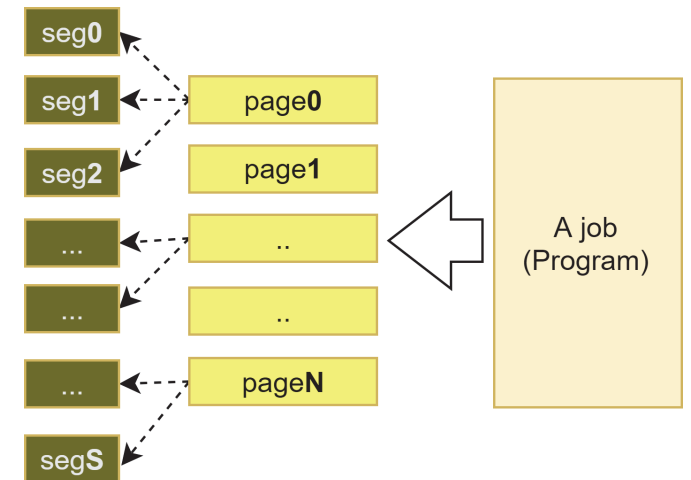 seg0
seg1
seg2
...
...
...
segS
page0
page1
..
..
pageN
A job
(Program)